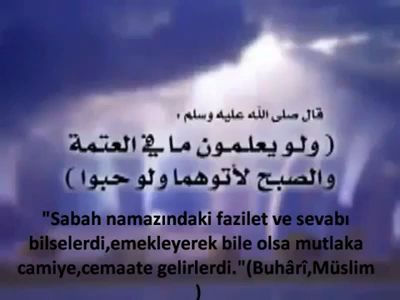 قال صلى الله عليه وسلم :
( ولو يعلمون ما في العتمة
والصبح لأتوهما ولو حبوا )
"Sabah namazındaki fazilet ve sevabı
bilselerdi,emekleyerek bile olsa mutlaka
camiye,cemaate gelirlerdi."(Buhârî,Müslim
)